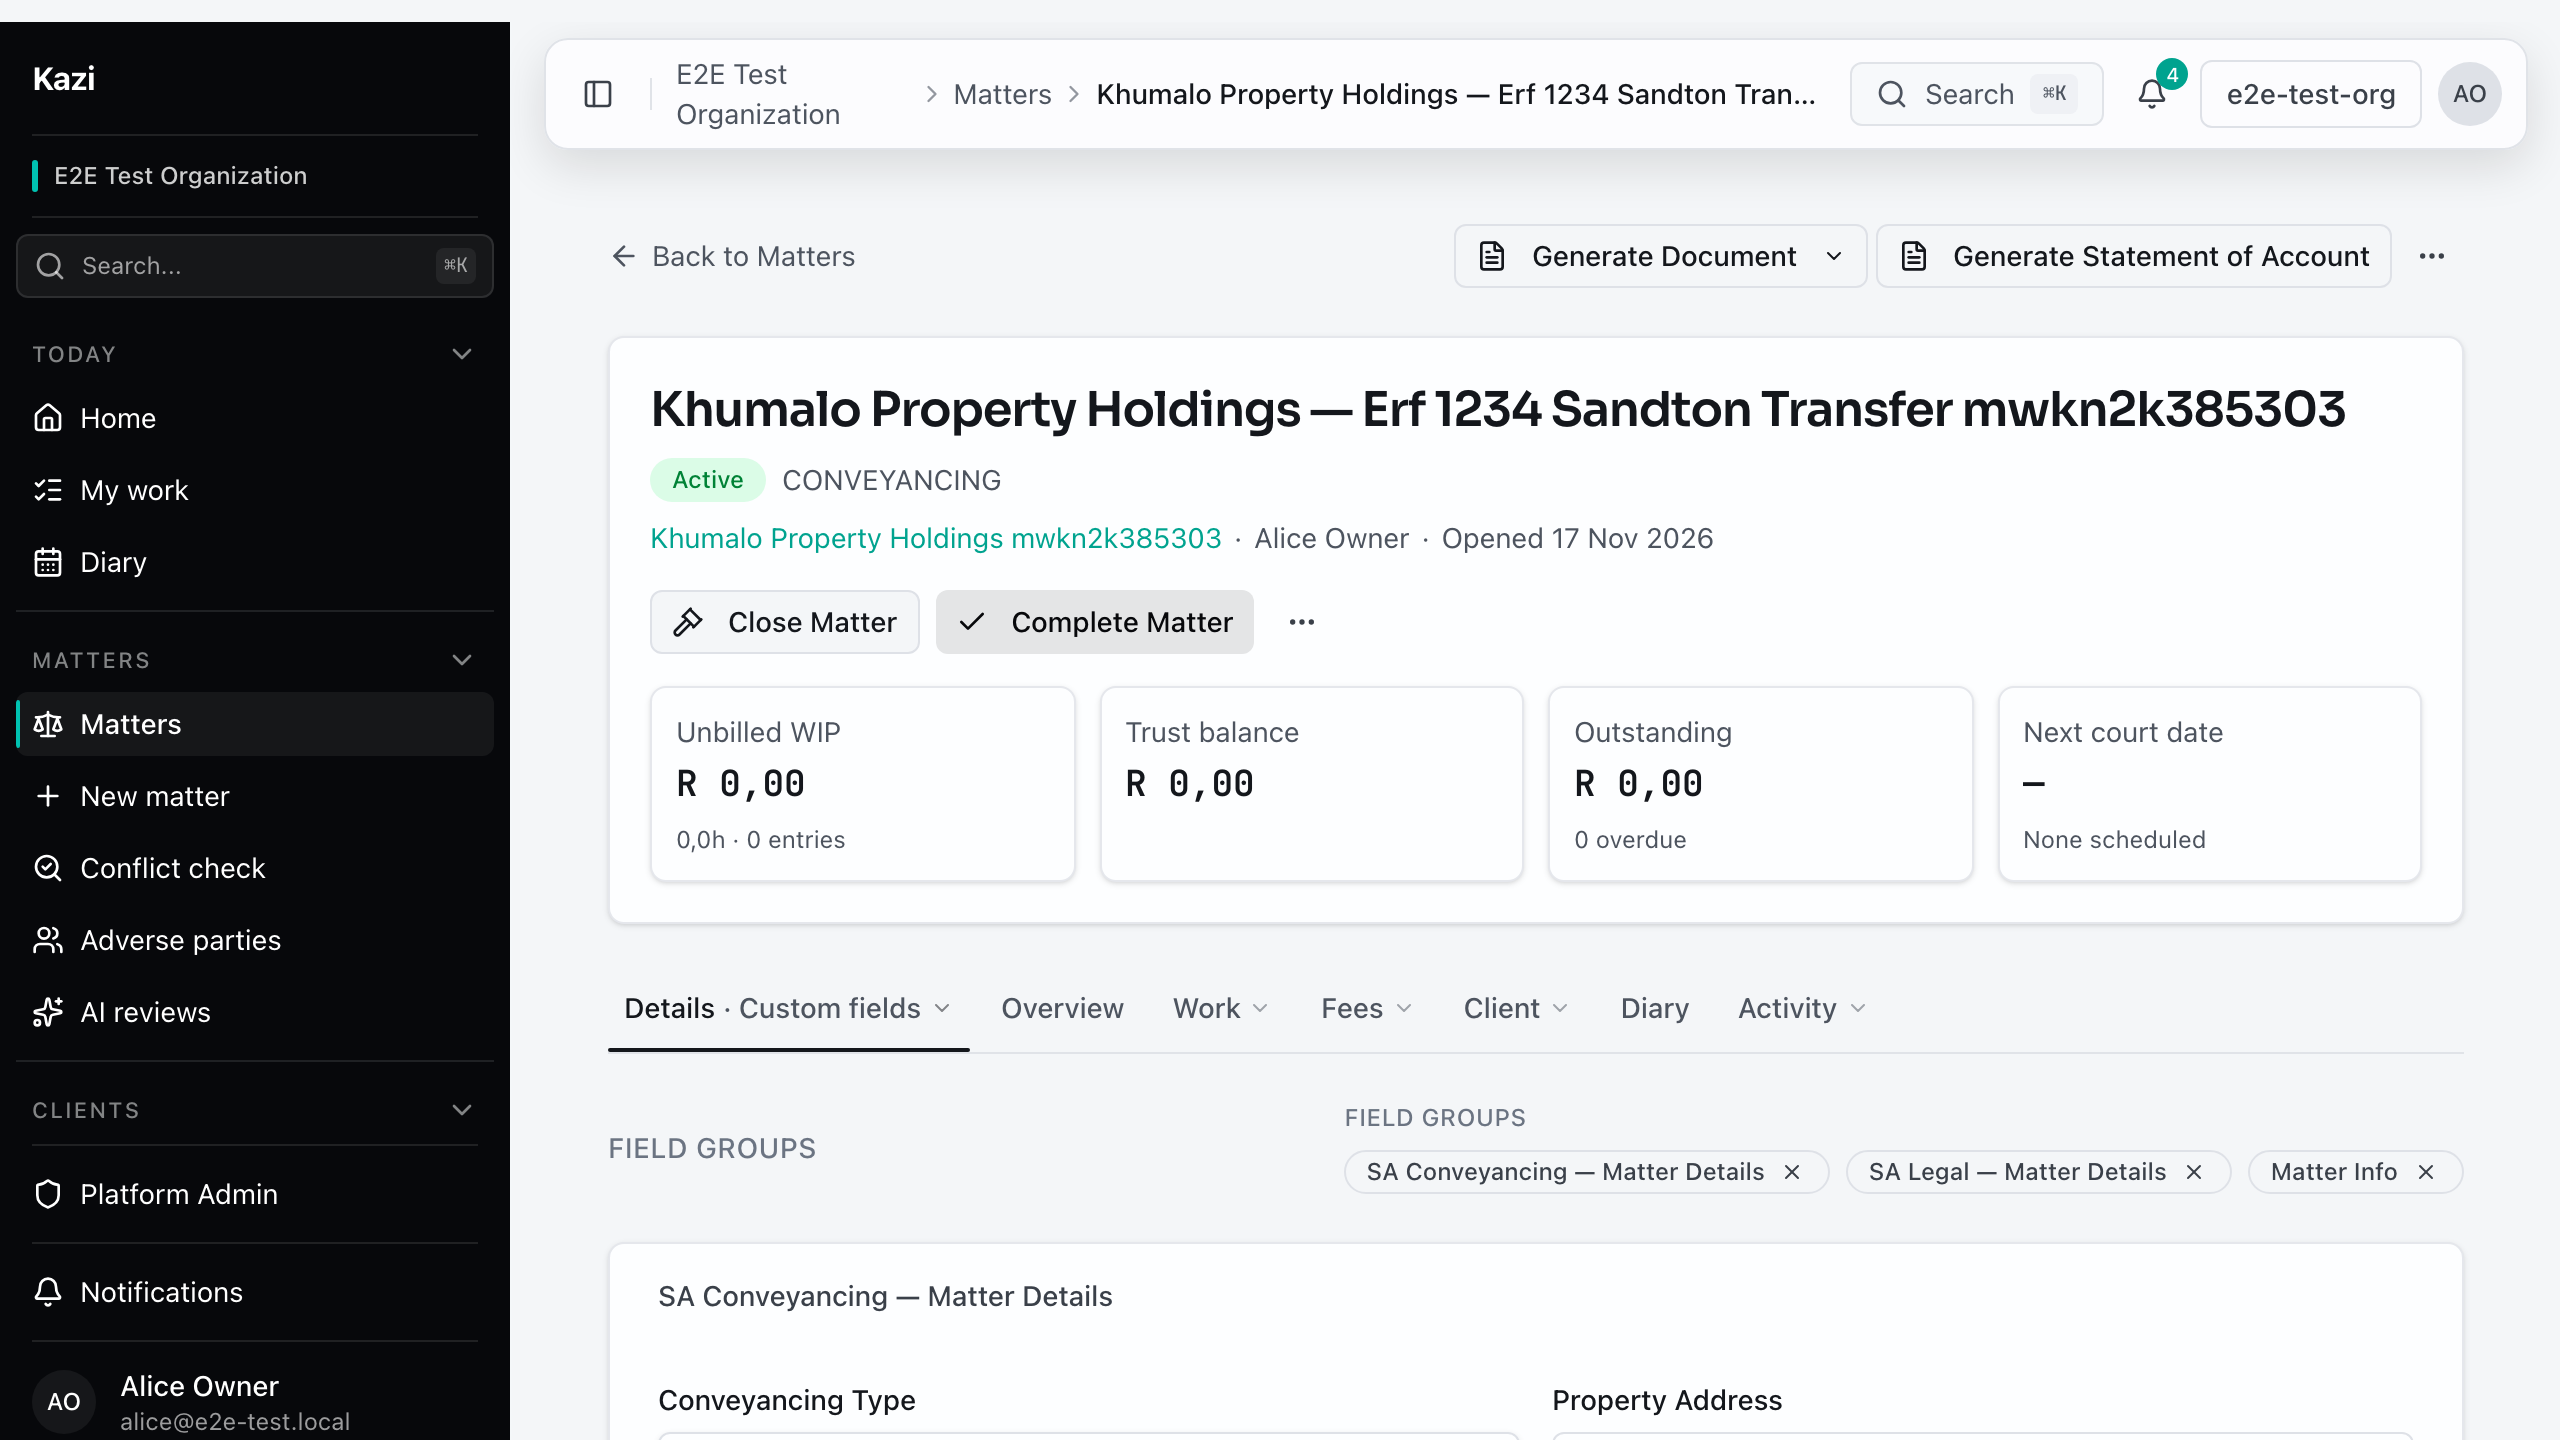 Kazi
E2E Test Organization
Search...
⌘K
TODAY
Home
My work
Diary
MATTERS
Matters
New matter
Conflict check
Adverse parties
AI reviews
CLIENTS
Platform Admin
Notifications
AO
Alice Owner
alice@e2e-test.local
E2E Test
Organization
Matters
Khumalo Property Holdings — Erf 1234 Sandton Tran...
Search ⌘K
4
e2e-test-org
AO
Back to Matters
Generate Document
Generate Statement of Account
Khumalo Property Holdings — Erf 1234 Sandton Transfer mwkn2k385303
Active CONVEYANCING
Khumalo Property Holdings mwkn2k385303 · Alice Owner · Opened 17 Nov 2026
Close Matter
Complete Matter
Unbilled WIP
R 0,00
0,0h · 0 entries
Trust balance
R 0,00
Outstanding
R 0,00
0 overdue
Next court date
—
None scheduled
Details · Custom fields
Overview
Work
Fees
Client
Diary
Activity
FIELD GROUPS
FIELD GROUPS
SA Conveyancing — Matter Details
SA Legal — Matter Details
Matter Info
SA Conveyancing — Matter Details
Conveyancing Type
Property Address